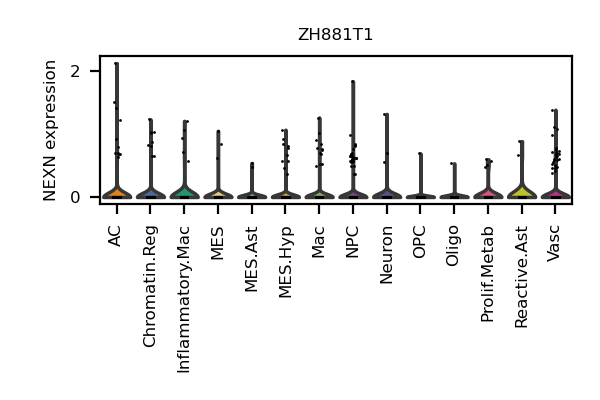 ZH881T1
NEXN expression
2
0
AC
Chromatin.Reg
Inflammatory.Mac
MES
MES.Ast
MES.Hyp
Mac
NPC
Neuron
OPC
Oligo
Prolif.Metab
Reactive.Ast
Vasc